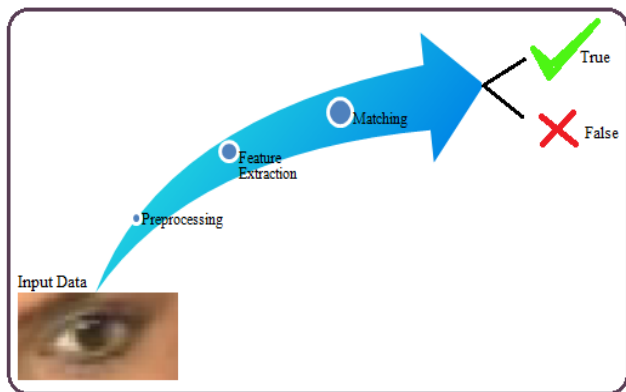 True
Matching
False
Feature
Extraction
Preprocessing
Input Data